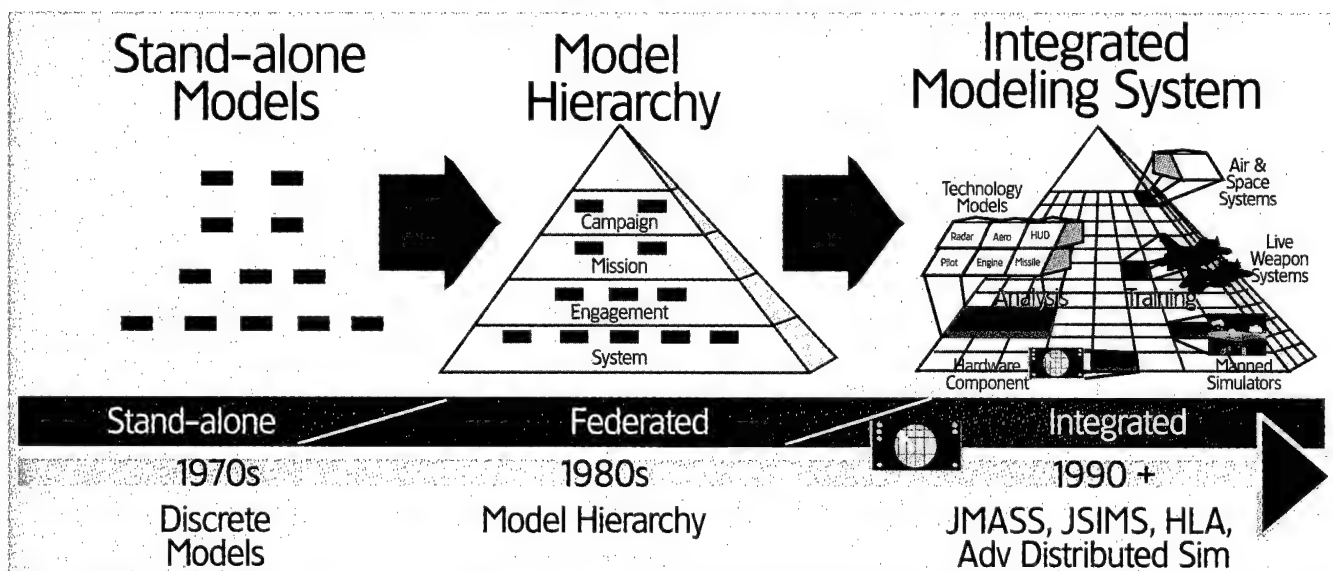 Stand-alone
Models
Model
Hierarchy
Integrated
Modeling System
Campaign
Mission
Engagement
System
Technology
Models
Radar Aero HUD
Pilot Engine Missile
Air &
Space
Systems
Live
Weapon
Systems
Analysis Training
Hardware
Component
Manned
Simulators
Stand-alone Federated Integrated
1970s 1980s 1990 +
Discrete
Models
Model Hierarchy
JMASS, JSIMS, HLA,
Adv Distributed Sim